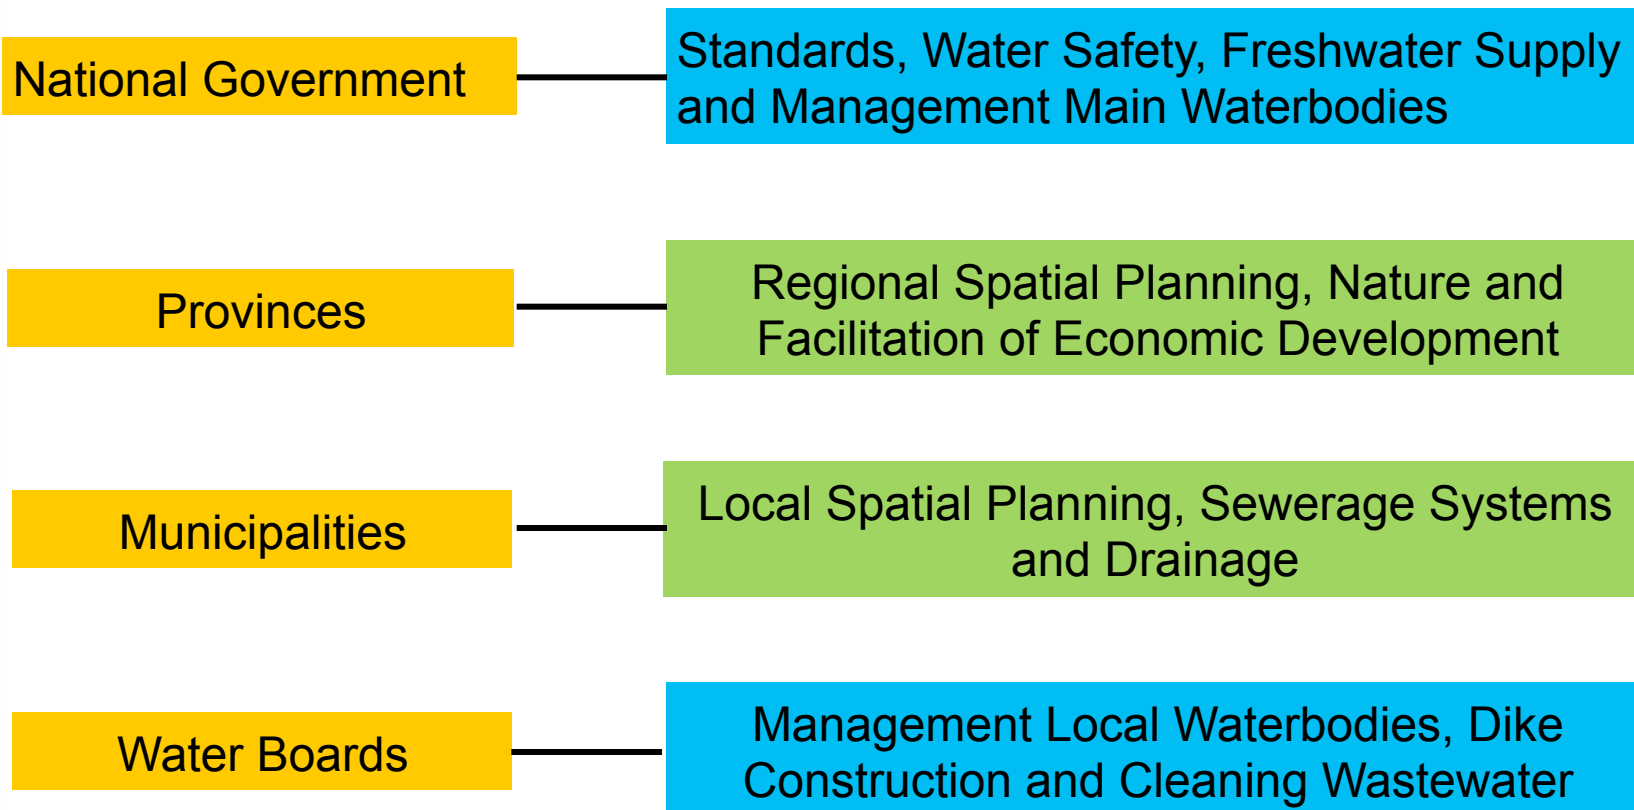 National Government
Standards, Water Safety, Freshwater Supply
and Management Main Waterbodies
Provinces
Regional Spatial Planning, Nature and
Facilitation of Economic Development
Municipalities
Local Spatial Planning, Sewerage Systems
and Drainage
Water Boards
Management Local Waterbodies, Dike
Construction and Cleaning Wastewater